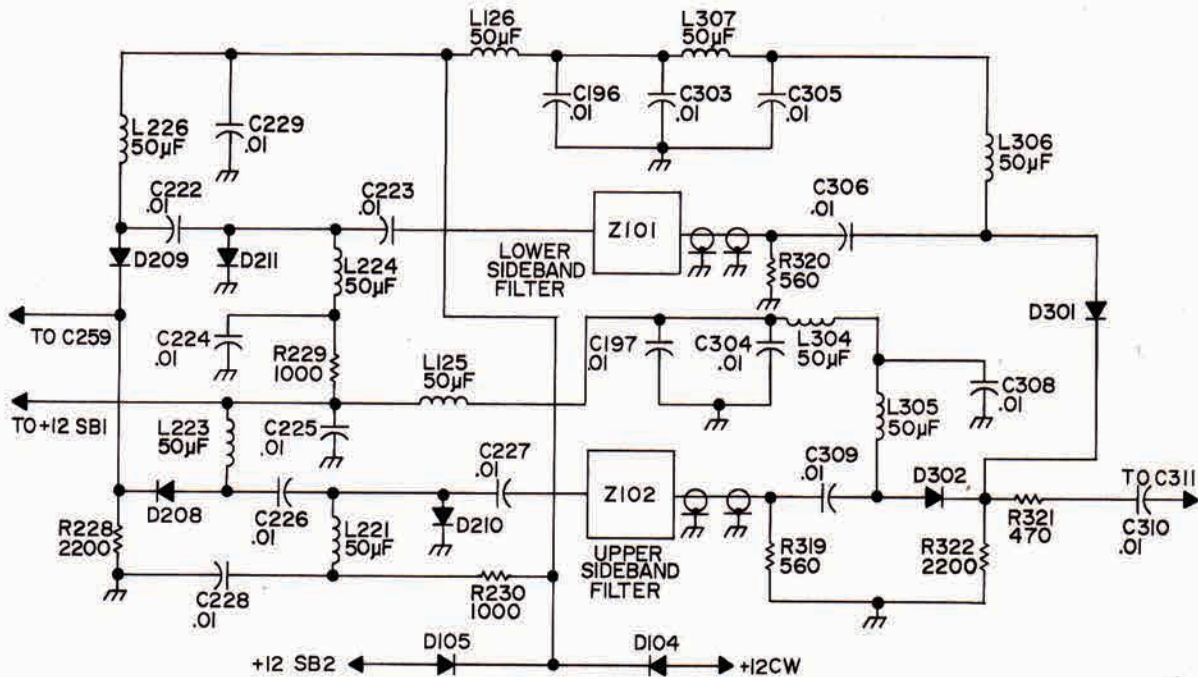 L126
50µF
L307
50µF
L226
50µF
C229
.01
C196
.01
C303
.01
C305
.01
L306
50µF
C222
.01
C223
.01
C306
.01
Z101
LOWER
SIDEBAND
FILTER
D209
D211
L224
50µF
R320
560
D301
TO C259
C224
.01
R229
1000
L125
50µF
C197
.01
C304
.01
L304
50µF
C308
.01
TO +12 SB1
L223
50µF
C225
.01
L305
50µF
C227
.01
C309
.01
Z102
D302
TO C311
D208
C226
.01
D210
R321
470
C310
.01
R228
2200
L221
50µF
UPPER
SIDEBAND
FILTER
R319
560
R322
2200
C228
.01
R230
1000
D105
D104
+12 SB2
+12CW